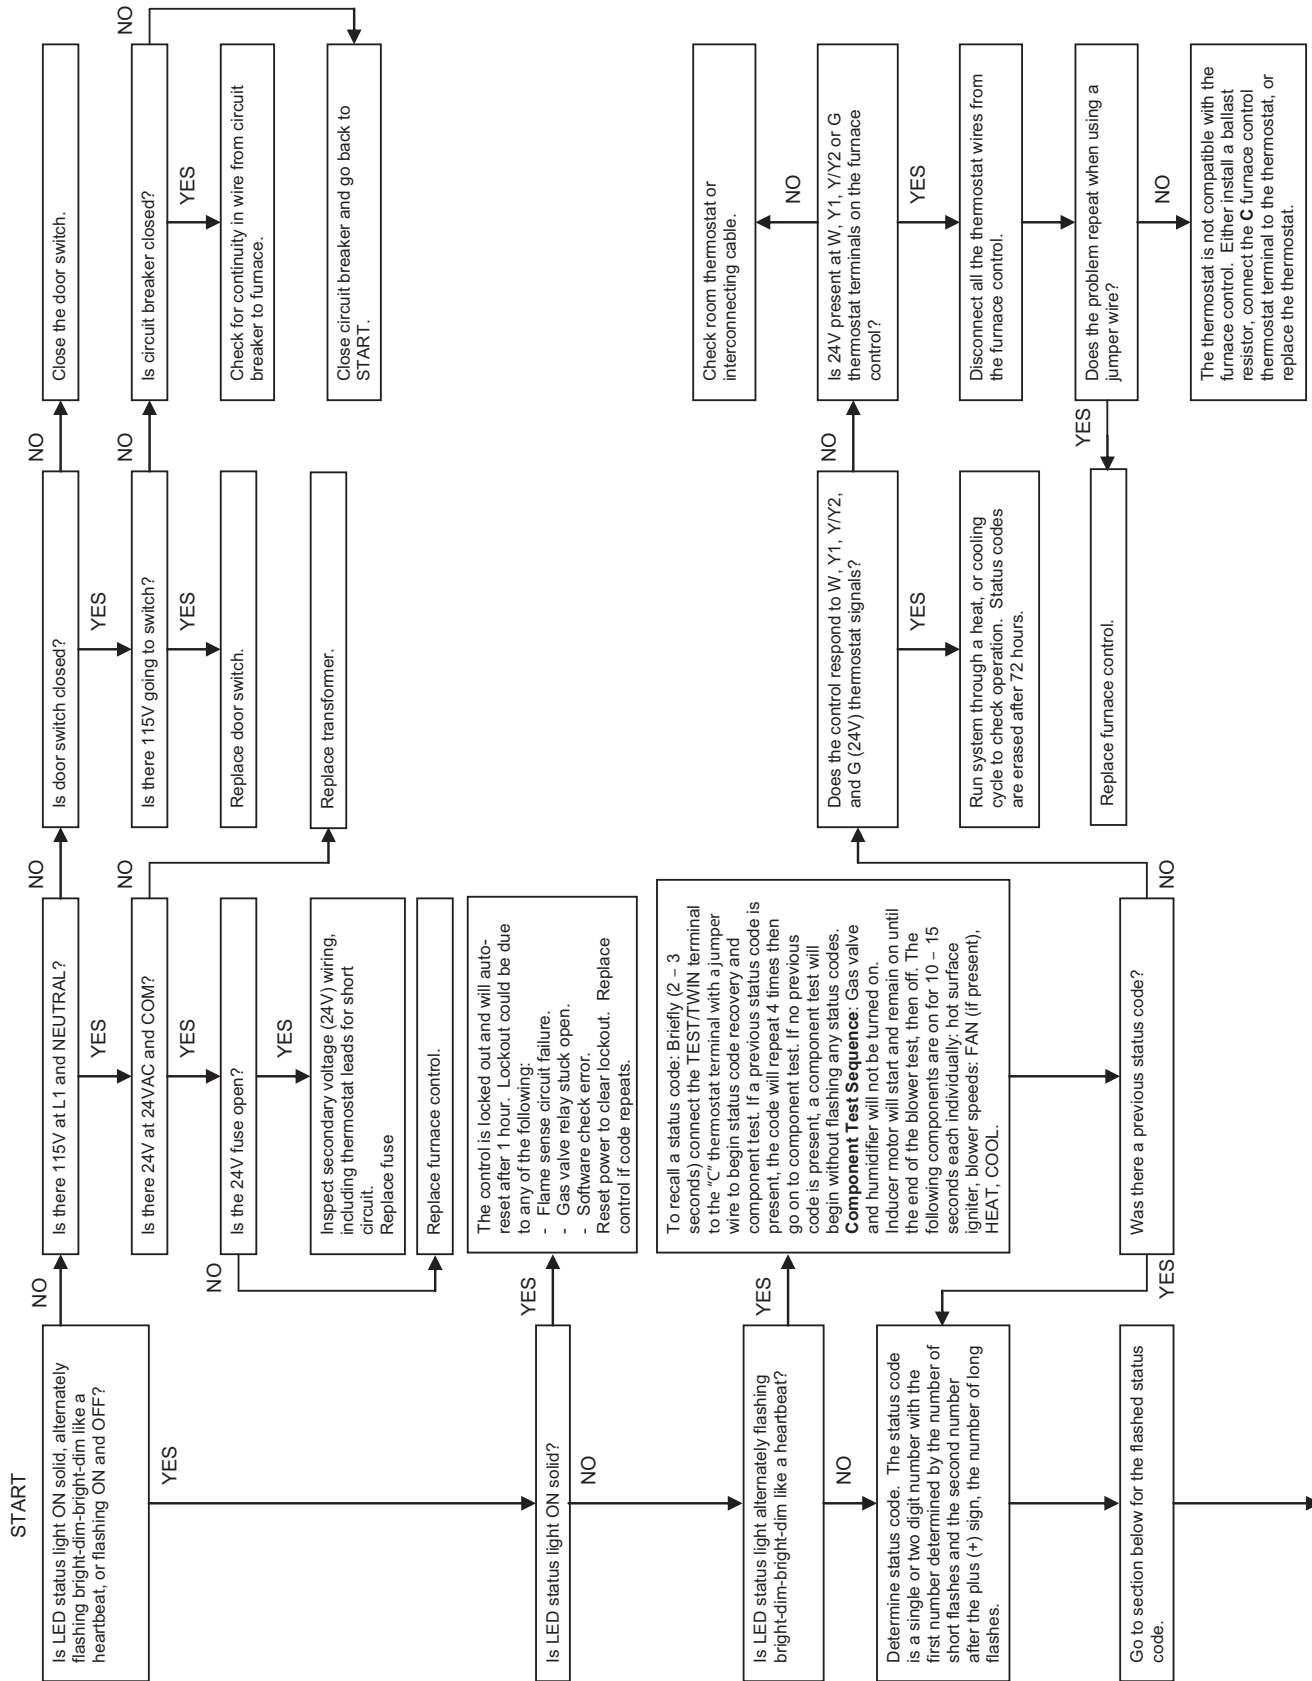 START
Is LED status light ON solid, alternately
flashing bright-dim-bright-dim like a
heartbeat, or flashing ON and OFF?
NO
YES
Is there 115V at L1 and NEUTRAL?
NO
YES
Is door switch closed?
NO
YES
Close the door switch.
Is there 24V at 24VAC and COM?
NO
YES
Is there 115V going to switch?
NO
YES
Is circuit breaker closed?
NO
YES
Is the 24V fuse open?
NO
YES
Replace door switch.
Check for continuity in wire from circuit
breaker to furnace.
Inspect secondary voltage (24V) wiring,
including thermostat leads for short
circuit.
Replace fuse
Replace transformer.
Close circuit breaker and go back to
START.
Replace furnace control.
Is LED status light ON solid?
YES
NO
The control is locked out and will auto-
reset after 1 hour. Lockout could be due
to any of the following:
- Flame sense circuit failure.
- Gas valve relay stuck open.
- Software check error.
Reset power to clear lockout. Replace
control if code repeats.
Is LED status light alternately flashing
bright-dim-bright-dim like a heartbeat?
YES
NO
To recall a status code: Briefly (2 – 3
seconds) connect the TEST/TWIN terminal
to the “C” thermostat terminal with a jumper
wire to begin status code recovery and
component test. If a previous status code is
present, the code will repeat 4 times then
go on to component test. If no previous
code is present, a component test will
begin without flashing any status codes.
Component Test Sequence: Gas valve
and humidifier will not be turned on.
Inducer motor will start and remain on until
the end of the blower test, then off. The
following components are on for 10 – 15
seconds each individually: hot surface
igniter, blower speeds: FAN (if present),
HEAT, COOL.
Was there a previous status code?
YES
NO
Determine status code. The status code
is a single or two digit number with the
first number determined by the number of
short flashes and the second number
after the plus (+) sign, the number of long
flashes.
Go to section below for the flashed status
code.
Does the control respond to W, Y1, Y/Y2,
and G (24V) thermostat signals?
NO
YES
Run system through a heat, or cooling
cycle to check operation. Status codes
are erased after 72 hours.
Check room thermostat or
interconnecting cable.
NO
Is 24V present at W, Y1, Y/Y2 or G
thermostat terminals on the furnace
control?
YES
Disconnect all the thermostat wires from
the furnace control.
Does the problem repeat when using a
jumper wire?
YES
NO
Replace furnace control.
The thermostat is not compatible with the
furnace control. Either install a ballast
resistor, connect the C furnace control
thermostat terminal to the thermostat, or
replace the thermostat.